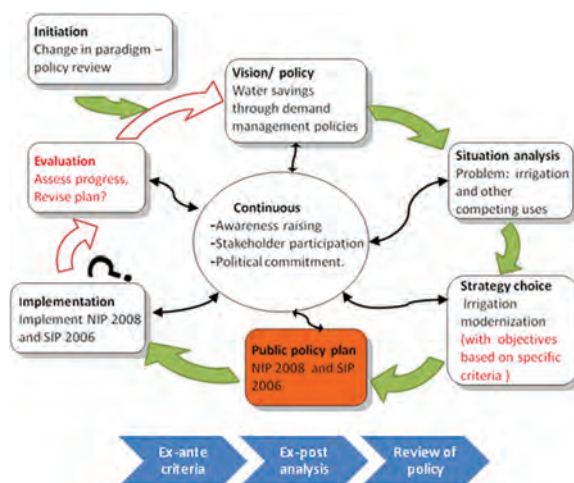 Initiation
Change in paradigm –
policy review
Vision/ policy
Water savings
through demand
management policies
Evaluation
Assess progress,
Revise plan?
Situation analysis
Problem: irrigation
and other
competing uses
Continuous
-Awareness raising
-Stakeholder participation
-Political commitment.
?
Implementation
Implement NIP 2008
and SIP 2006
Strategy choice
Irrigation
modernization
(with objectives
based on specific
criteria )
Public policy plan
NIP 2008 and SIP
2006
Ex-ante
criteria
Ex-post
analysis
Review of
policy